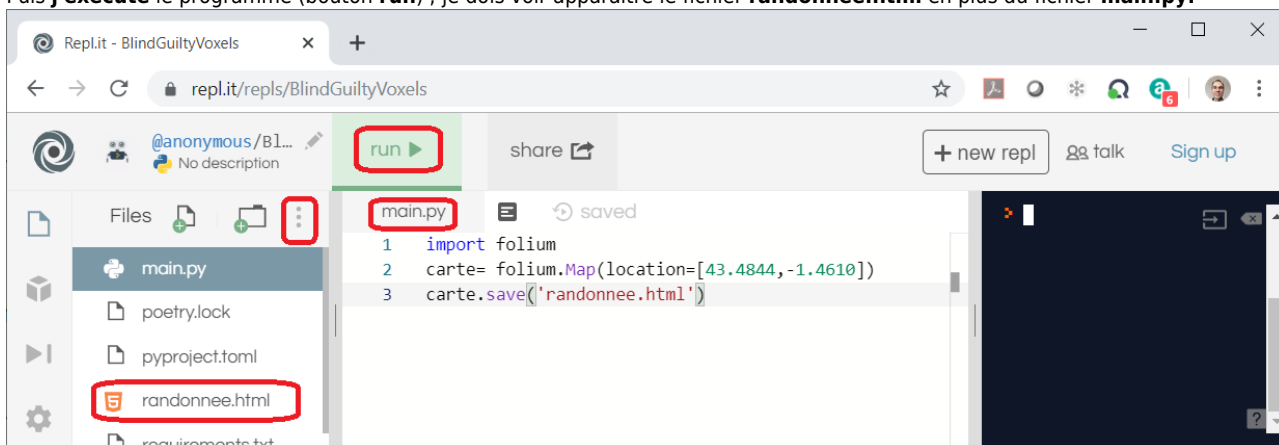 Puis j'exécute le programme (bouton run) , je dois voir apparaître le fichier randonnee.html en plus du fichier main.py.
Repl.it - BlindGuiltyVoxels
repl.it/repls/BlindGuiltyVoxels
6
@anonymous/Bl...
No description
run
share
+ new repl
talk
Sign up
Files
main.py
saved
1 import folium
2 carte= folium.Map(location=[43.4844,-1.4610])
3 carte.save('randonnee.html')
main.py
poetry.lock
pyproject.toml
randonnee.html
requirements.txt